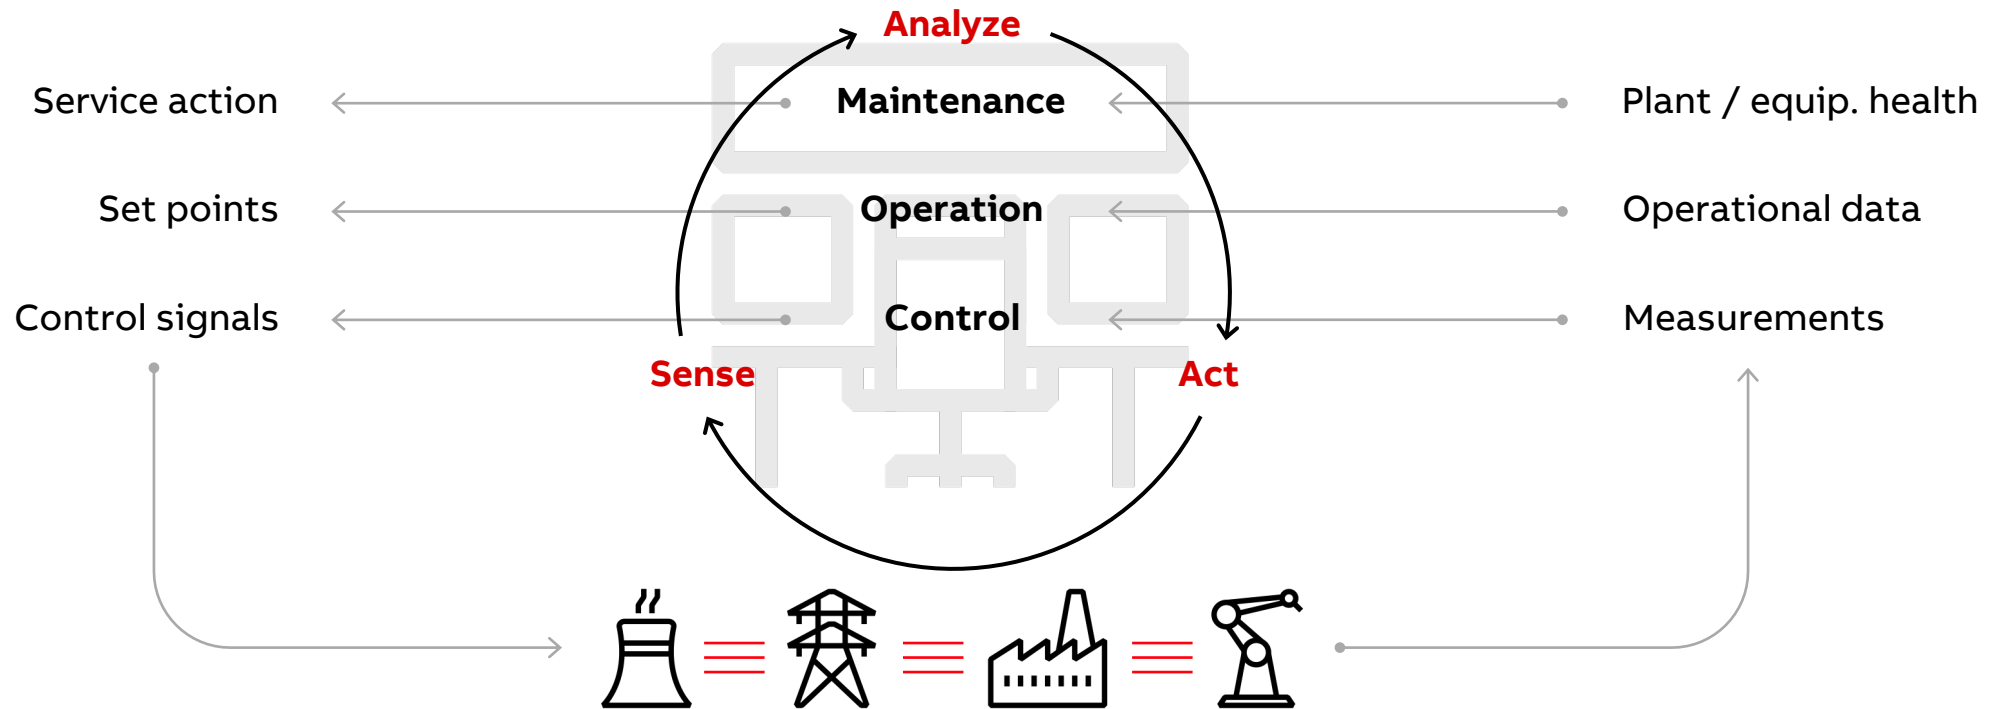 Analyze
Service action
Maintenance
Plant / equip. health
Set points
Operation
Operational data
Control signals
Control
Measurements
Sense
Act